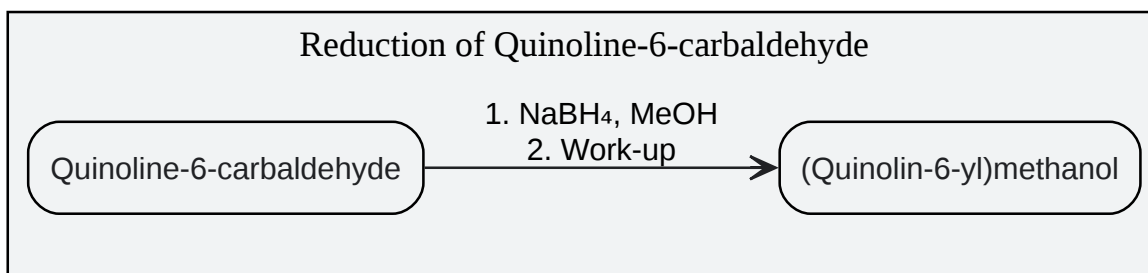 Reduction of Quinoline-6-carbaldehyde
1. NaBH₄, MeOH
2. Work-up
Quinoline-6-carbaldehyde
(Quinolin-6-yl)methanol